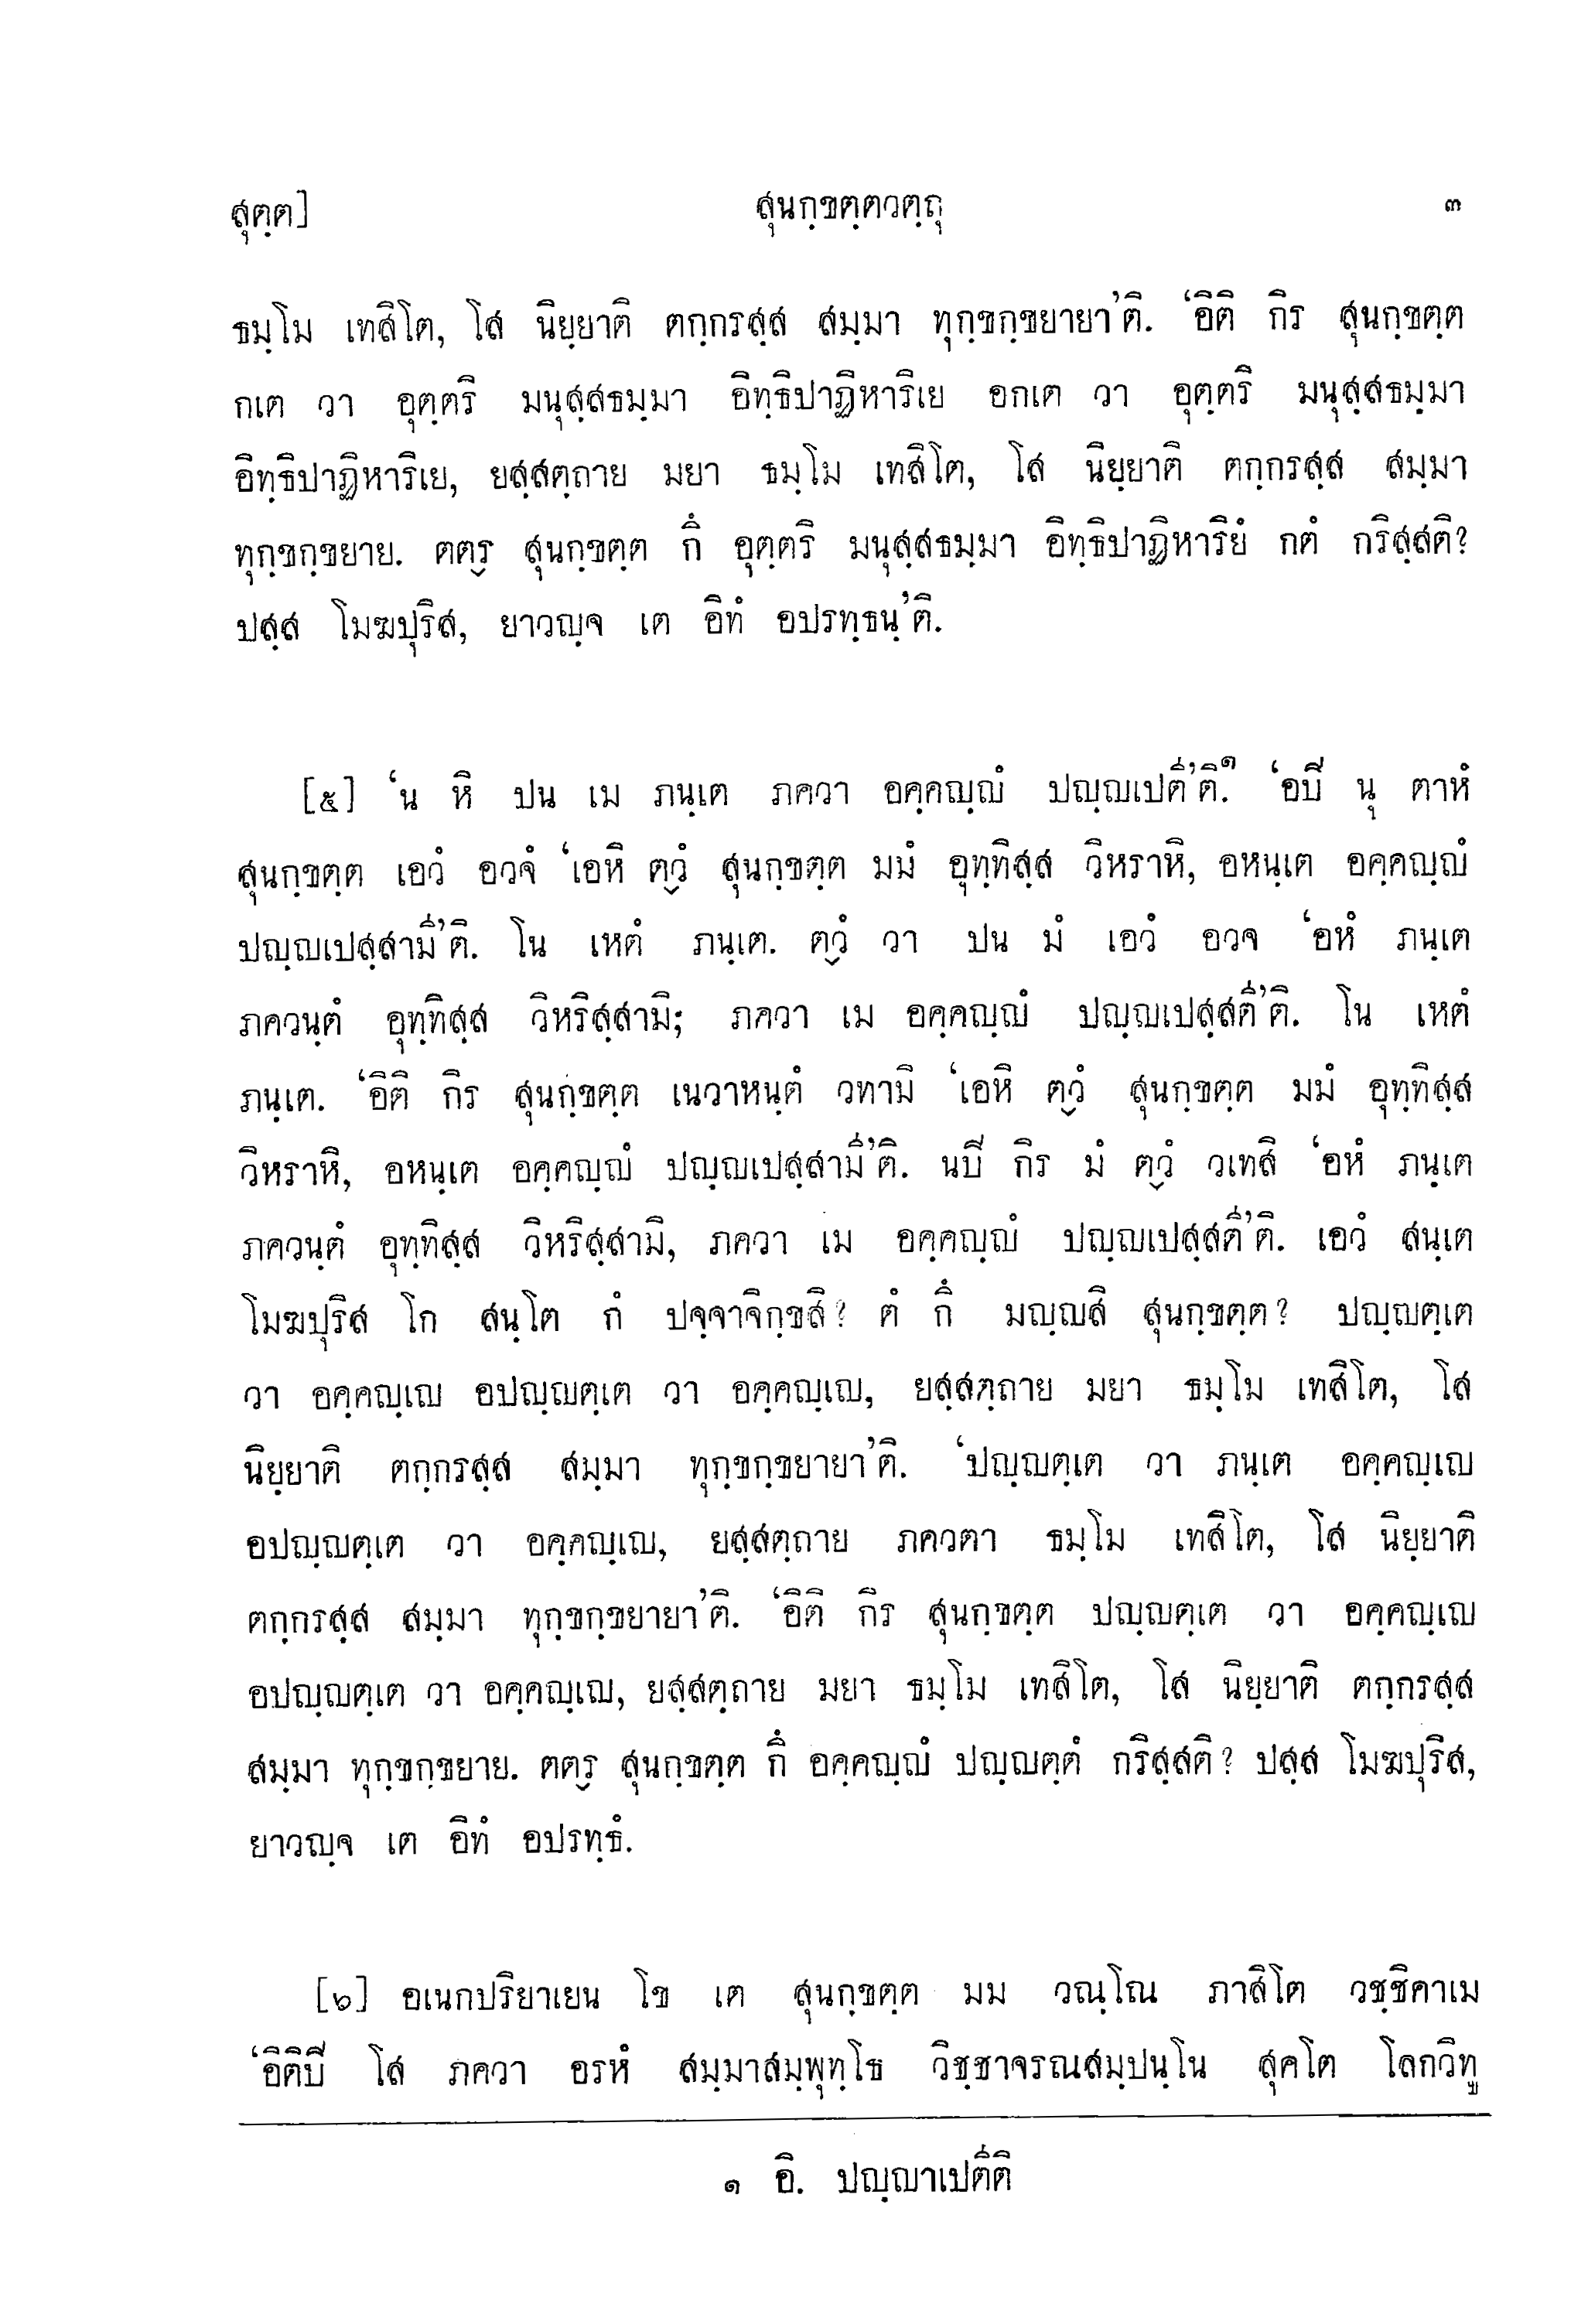 สุตฺต] สุนกฺขตฺตวตฺถุ ๓
ธมฺโม เทสิโต, โส นิยฺยาติ ตกฺกรสฺส สมฺมา ทุกฺขกฺขยายา’ติ. ‘อิติ กิร สุนกฺขตฺต
กเต วา อุตฺตริ มนุสฺสธมฺมา อิทฺธิปาฏิหาริเย อกเต วา อุตฺตริ มนุสฺสธมฺมา
อิทฺธิปาฏิหาริเย, ยสฺสตฺถาย มยา ธมฺโม เทสิโต, โส นิยฺยาติ ตกฺกรสฺส สมฺมา
ทุกฺขกฺขยาย. ตตฺร สุนกฺขตฺต กึ อุตฺตริ มนุสฺสธมฺมา อิทฺธิปาฏิหาริยํ กตํ กริสฺสติ?
ปสฺส โมฆปุริส, ยาวญฺจ เต อิทํ อปรทฺธนฺ’ติ.
[๕] ‘น หิ ปน เม ภนฺเต ภควา อคฺคญฺญํ ปญฺญเปตี่’ติ.๑ ‘อปิ นุ ตาหํ
สุนกฺขตฺต เอวํ อวจํ ‘เอหิ ตฺวํ สุนกฺขตฺต มมํ อุทฺทิสฺส วิหราหิ, อหนฺเต อคฺคญฺญํ
ปญฺญเปสฺสามี่’ติ. โน เหตํ ภนฺเต. ตฺวํ วา ปน มํ เอวํ อวจ ‘อหํ ภนฺเต
ภควนฺตํ อุทฺทิสฺส วิหริสฺสามิ; ภควา เม อคฺคญฺญํ ปญฺญเปสฺสตี่’ติ. โน เหตํ
ภนฺเต. ‘อิติ กิร สุนกฺขตฺต เนวาหนฺตํ วทามิ ‘เอหิ ตฺวํ สุนกฺขตฺต มมํ อุทฺทิสฺส
วิหราหิ, อหนฺเต อคฺคญฺญํ ปญฺญเปสฺสามี่’ติ. นปิ กิร มํ ตฺวํ วเทสิ ‘อหํ ภนฺเต
ภควนฺตํ อุทฺทิสฺส วิหริสฺสามิ, ภควา เม อคฺคญฺญํ ปญฺญเปสฺสตี่’ติ. เอวํ สนฺเต
โมฆปุริส โก สนฺโต กํ ปจฺจาจิกฺขสิ? ตํ กึ มญฺญสิ สุนกฺขตฺต? ปญฺญตฺเต
วา อคฺคญฺเญ อปญฺญตฺเต วา อคฺคญฺเญ, ยสฺสตฺถาย มยา ธมฺโม เทสิโต, โส
นิยฺยาติ ตกฺกรสฺส สมฺมา ทุกฺขกฺขยายา’ติ. ‘ปญฺญตฺเต วา ภนฺเต อคฺคญฺเญ
อปญฺญตฺเต วา อคฺคญฺเญ, ยสฺสตฺถาย ภควตา ธมฺโม เทสิโต, โส นิยฺยาติ
ตกฺกรสฺส สมฺมา ทุกฺขกฺขยายา’ติ. ‘อิติ กิร สุนกฺขตฺต ปญฺญตฺเต วา อคฺคญฺเญ
อปญฺญตฺเต วา อคฺคญฺเญ, ยสฺสตฺถาย มยา ธมฺโม เทสิโต, โส นิยฺยาติ ตกฺกรสฺส
สมฺมา ทุกฺขกฺขยาย. ตตฺร สุนกฺขตฺต กึ อคฺคญฺญํ ปญฺญตฺตํ กริสฺสติ? ปสฺส โมฆปุริส,
ยาวญฺจ เต อิทํ อปรทฺธํ.
[๖] อเนกปริยาเยน โข เต สุนกฺขตฺต มม วณฺโณ ภาสิโต วชฺชิคาเม
‘อิติปิ โส ภควา อรหํ สมฺมาสมฺพุทฺโธ วิชฺชาจรณสมฺปนฺโน สุคโต โลกวิทู
๑ อิ. ปญฺญาเปตี่ติ